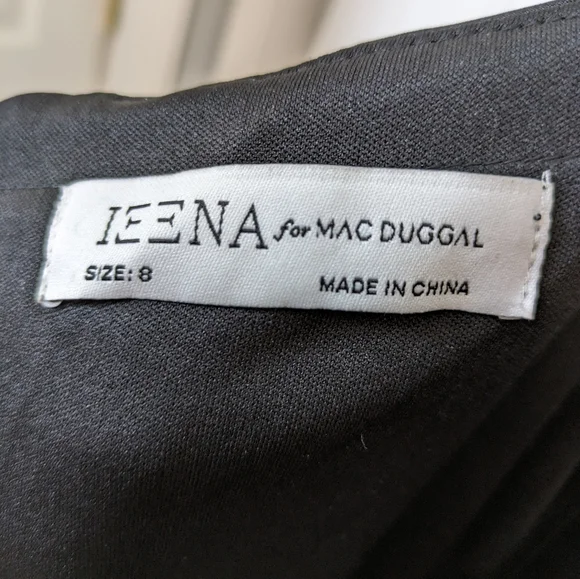 IEENA for MAC DUGGAL
SIZE: 8 MADE IN CHINA